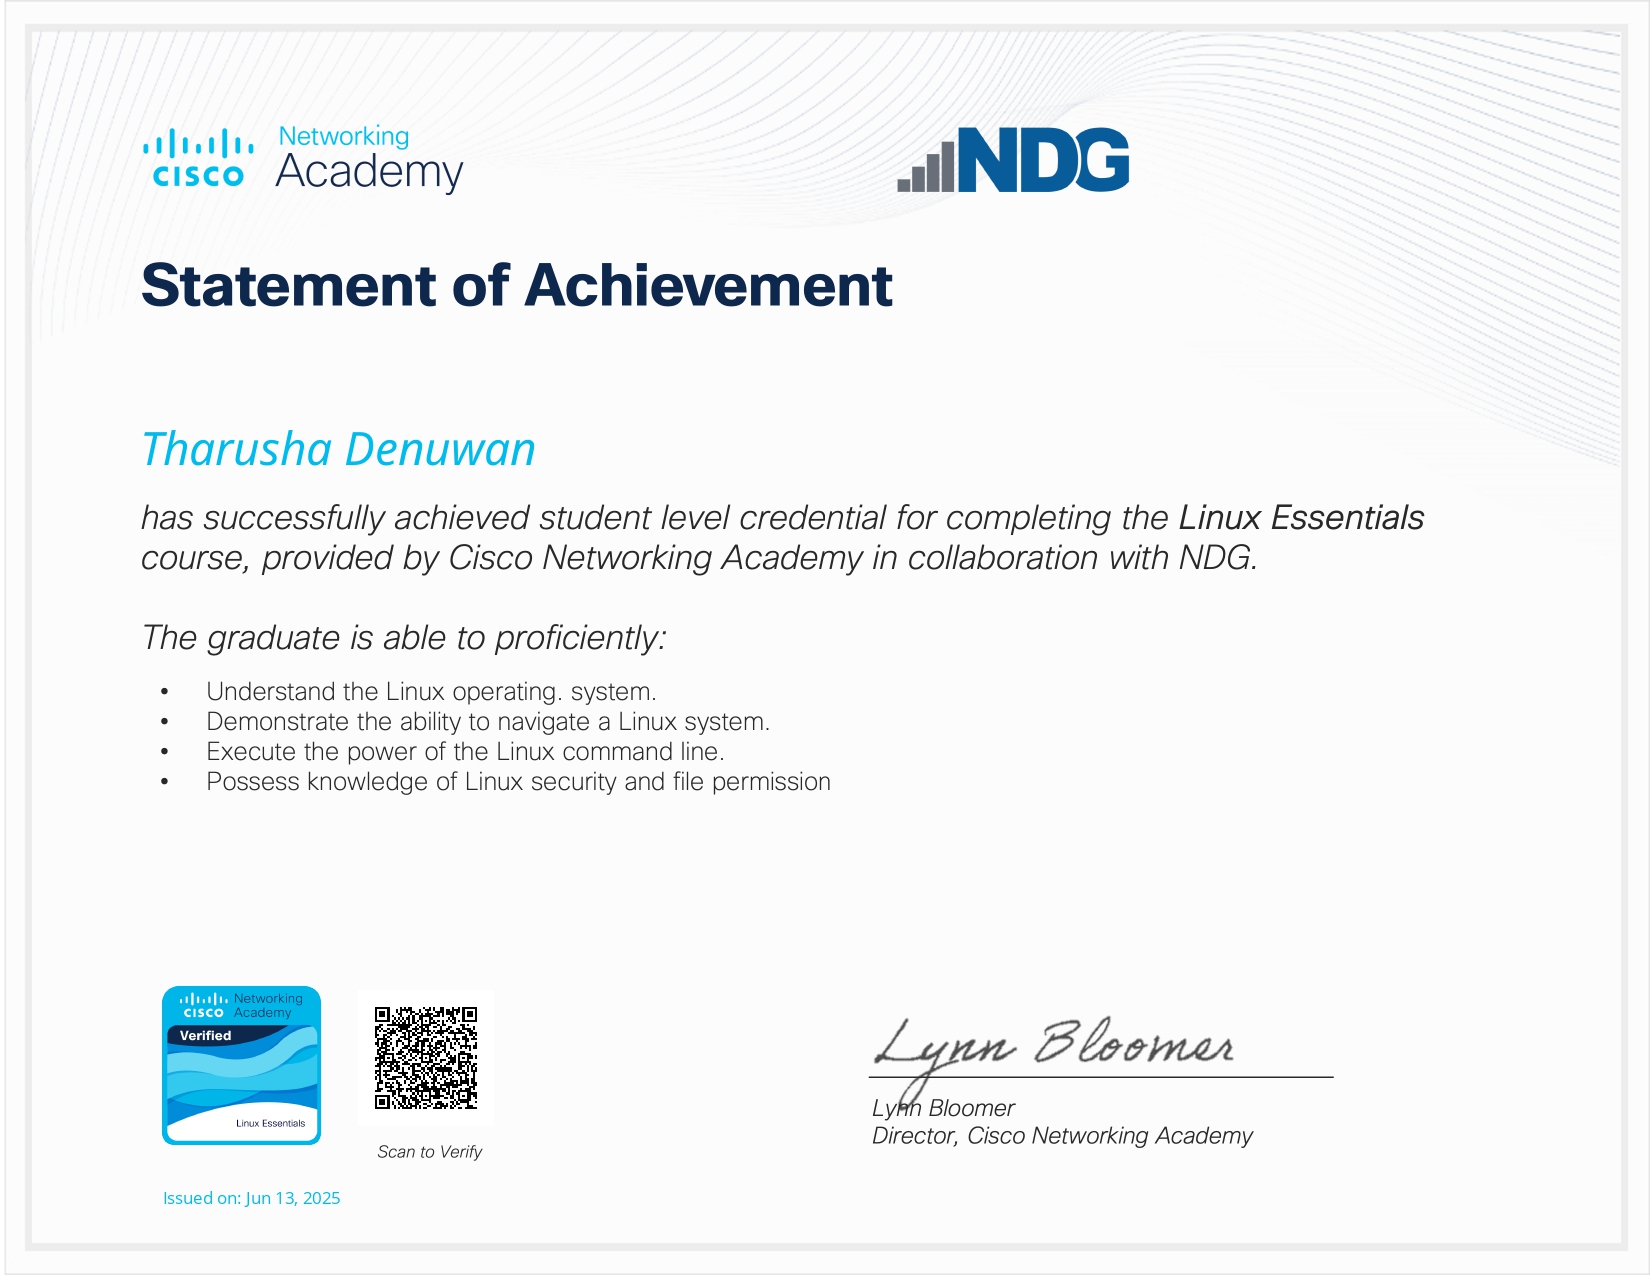 Networking
CISCO Academy
NDG
Statement of Achievement
Tharusha Denuwan
has successfully achieved student level credential for completing the Linux Essentials
course, provided by Cisco Networking Academy in collaboration with NDG.
The graduate is able to proficiently:
• Understand the Linux operating. system.
• Demonstrate the ability to navigate a Linux system.
• Execute the power of the Linux command line.
• Possess knowledge of Linux security and file permission
Networking
CISCO Academy
Verified
Linux Essentials
Scan to Verify
Issued on: Jun 13, 2025
Lynn Bloomer
Lynn Bloomer
Director, Cisco Networking Academy